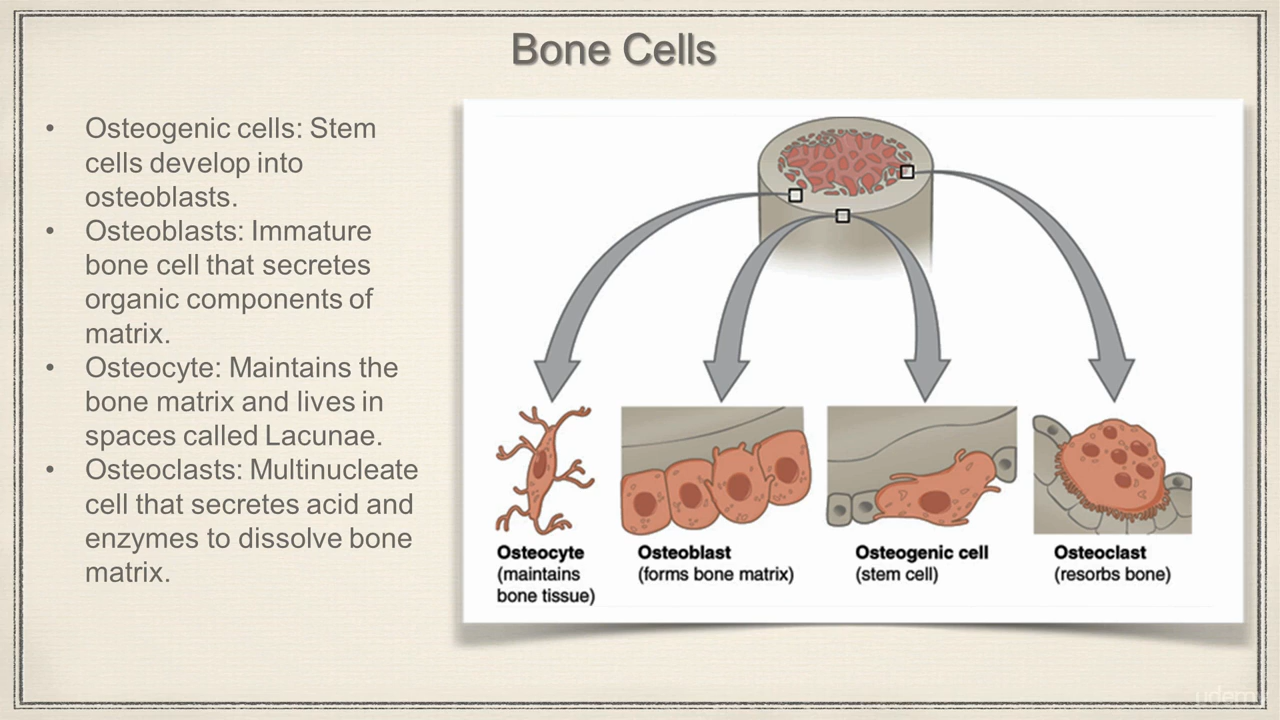 Bone Cells
• Osteogenic cells: Stem
cells develop into
osteoblasts.
• Osteoblasts: Immature
bone cell that secretes
organic components of
matrix.
• Osteocyte: Maintains the
bone matrix and lives in
spaces called Lacunae.
• Osteoclasts: Multinucleate
cell that secretes acid and
enzymes to dissolve bone
matrix.
Osteocyte
(maintains
bone tissue)
Osteoblast
(forms bone matrix)
Osteogenic cell
(stem cell)
Osteoclast
(resorbs bone)
udemy